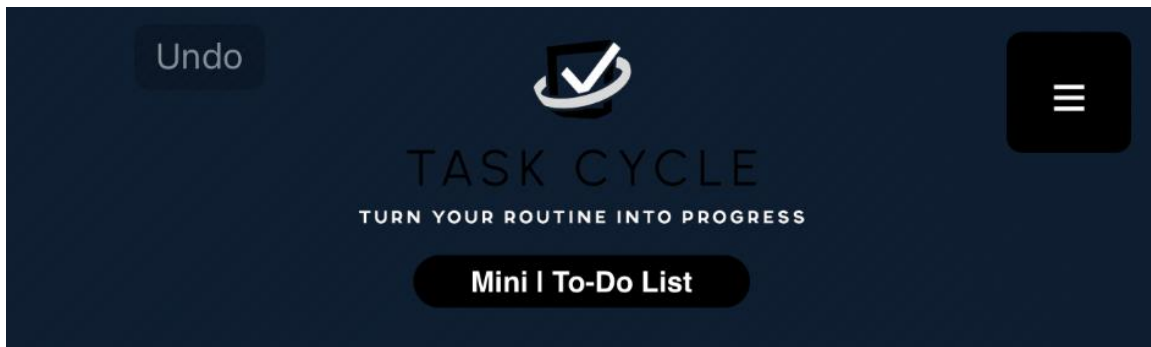 Undo
TASK CYCLE
TURN YOUR ROUTINE INTO PROGRESS
Mini | To-Do List